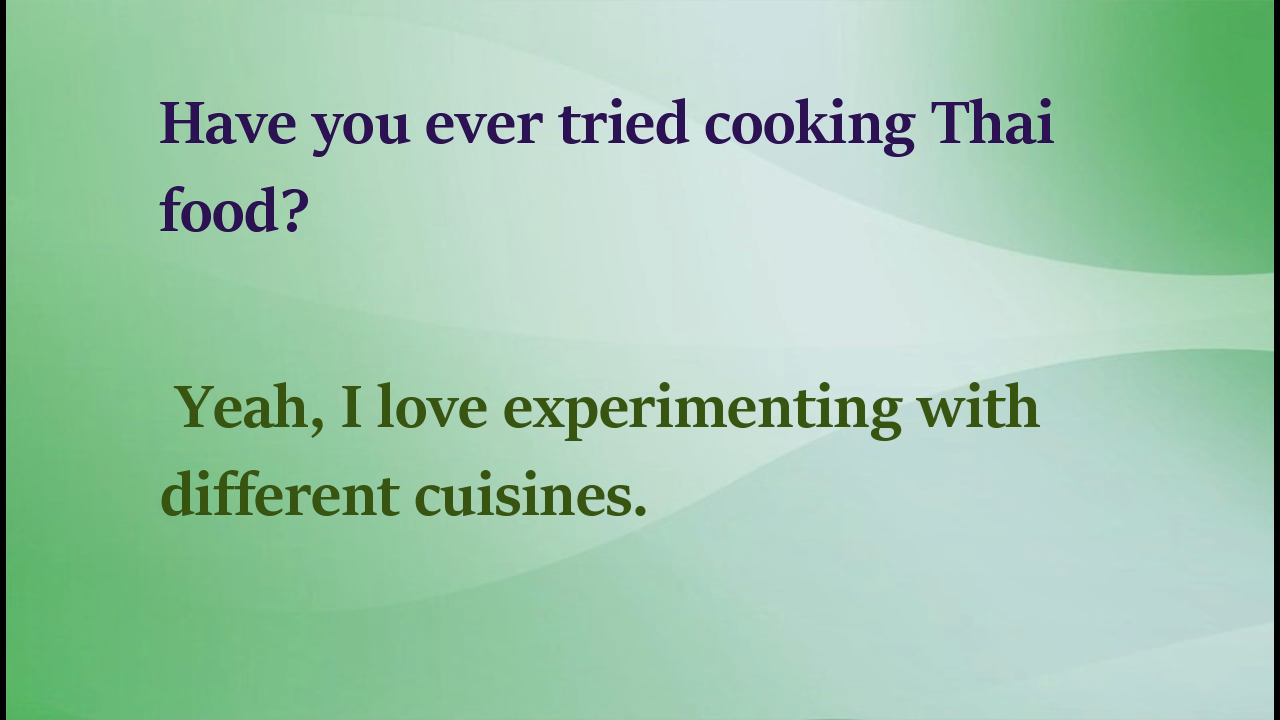 Have you ever tried cooking Thai
food?
Yeah, I love experimenting with
different cuisines.